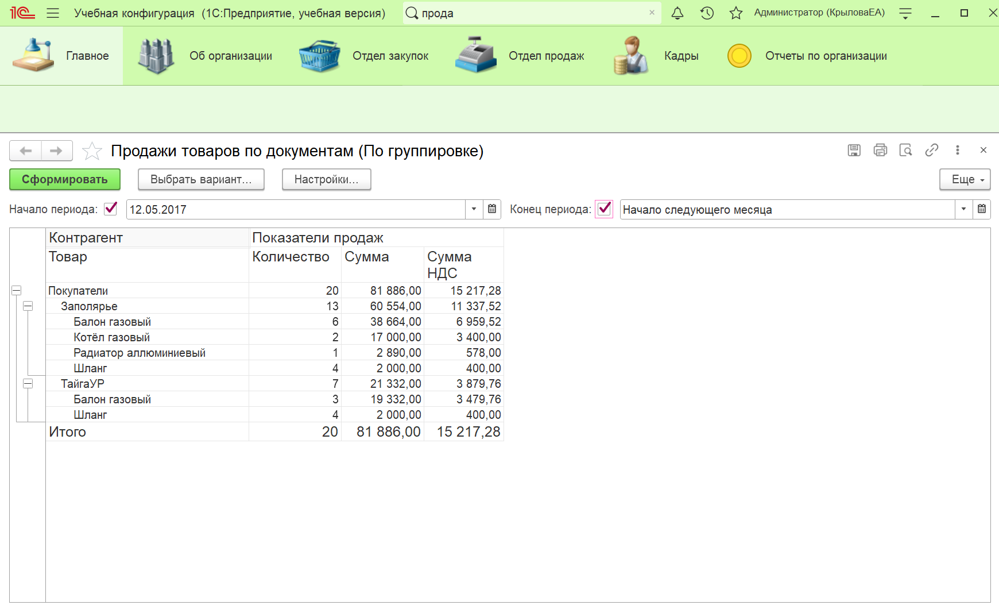 1С Учебная конфигурация (1С:Предприятие, учебная версия) прода Администратор (КрыловаЕА)
Главное Об организации Отдел закупок Отдел продаж Кадры Отчеты по организации
Продажи товаров по документам (По группировке)
Сформировать Выбрать вариант... Настройки... Еще
Начало периода: 12.05.2017 Конец периода: Начало следующего месяца
Контрагент Показатели продаж
Товар Количество Сумма Сумма
НДС
Покупатели 20 81 886,00 15 217,28
Заполярье 13 60 554,00 11 337,52
Балон газовый 6 38 664,00 6 959,52
Котёл газовый 2 17 000,00 3 400,00
Радиатор аллюминиевый 1 2 890,00 578,00
Шланг 4 2 000,00 400,00
ТайгаУР 7 21 332,00 3 879,76
Балон газовый 3 19 332,00 3 479,76
Шланг 4 2 000,00 400,00
Итого 20 81 886,00 15 217,28